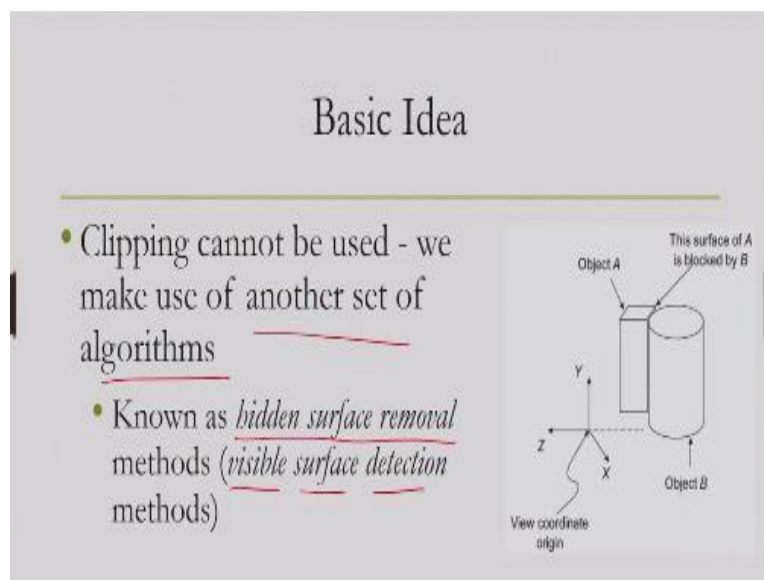 Basic Idea
• Clipping cannot be used - we
make use of another set of
algorithms
• Known as hidden surface removal
methods (visible surface detection
methods)
This surface of A
is blocked by B
Object A
Y
Z
X
Object B
View coordinate
origin